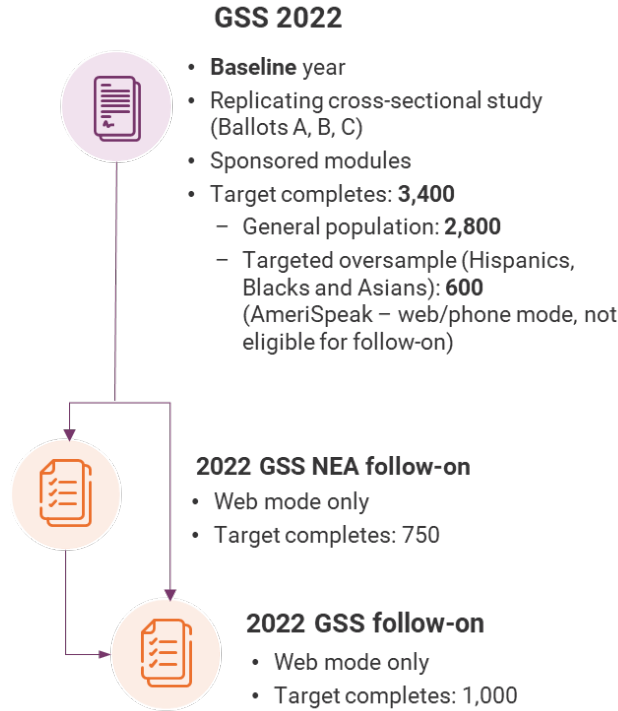 GSS 2022
• Baseline year
• Replicating cross-sectional study
(Ballots A, B, C)
• Sponsored modules
• Target completes: 3,400
– General population: 2,800
– Targeted oversample (Hispanics,
Blacks and Asians): 600
(AmeriSpeak – web/phone mode, not
eligible for follow-on)
2022 GSS NEA follow-on
• Web mode only
• Target completes: 750
2022 GSS follow-on
• Web mode only
• Target completes: 1,000